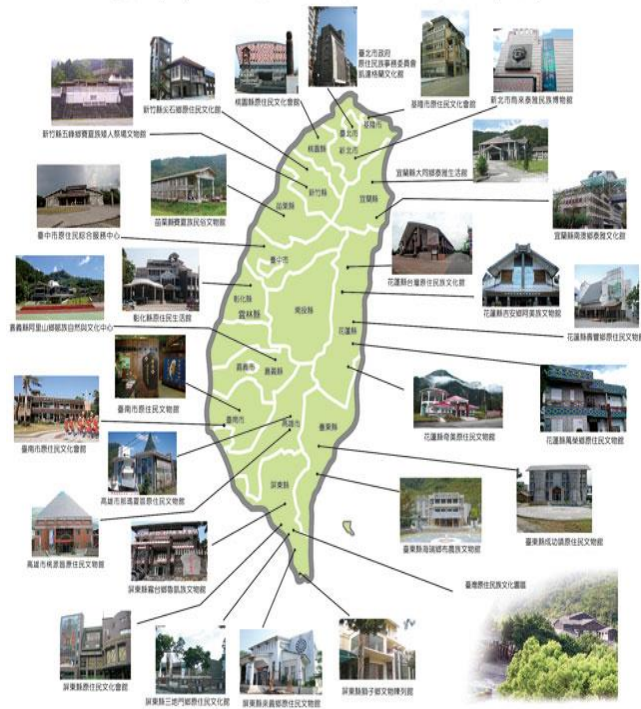 臺北市政府
原住民族事務委員會
凱達格蘭文化館
新竹縣尖石鄉原住民文化館
桃園縣原住民文化會館
基隆市原住民文化會館
新北市烏來泰雅民族博物館
新竹縣五峰鄉賽夏族矮人祭場文物館
宜蘭縣大同鄉泰雅生活館
苗栗縣賽夏族民俗文物館
臺中市原住民綜合服務中心
宜蘭縣南澳鄉泰雅文化館
花蓮縣台灣原住民族文化館
彰化縣原住民生活館
花蓮縣吉安鄉阿美族文物館
花蓮縣壽豐鄉原住民文物館
嘉義縣阿里山鄉鄒族自然與文化中心
臺南市原住民文物館
花蓮縣奇美原住民文物館
花蓮縣萬榮鄉原住民文物館
臺南市原住民文化會館
高雄市那瑪夏區原住民文物館
高雄市桃源區原住民文物館
屏東縣霧台鄉魯凱族文物館
臺東縣海端鄉布農族文物館
臺東縣成功鎮原住民文物館
臺灣原住民族文化園區
屏東縣原住民文化會館
屏東縣三地門鄉原住民文化館
屏東縣來義鄉原住民文物館
屏東縣獅子鄉文物陳列館
基隆市
臺北市
新北市
桃園縣
新竹縣
苗栗縣
宜蘭縣
臺中市
彰化縣
雲林縣
南投縣
花蓮縣
嘉義市
嘉義縣
臺南市
高雄市
臺東縣
屏東縣